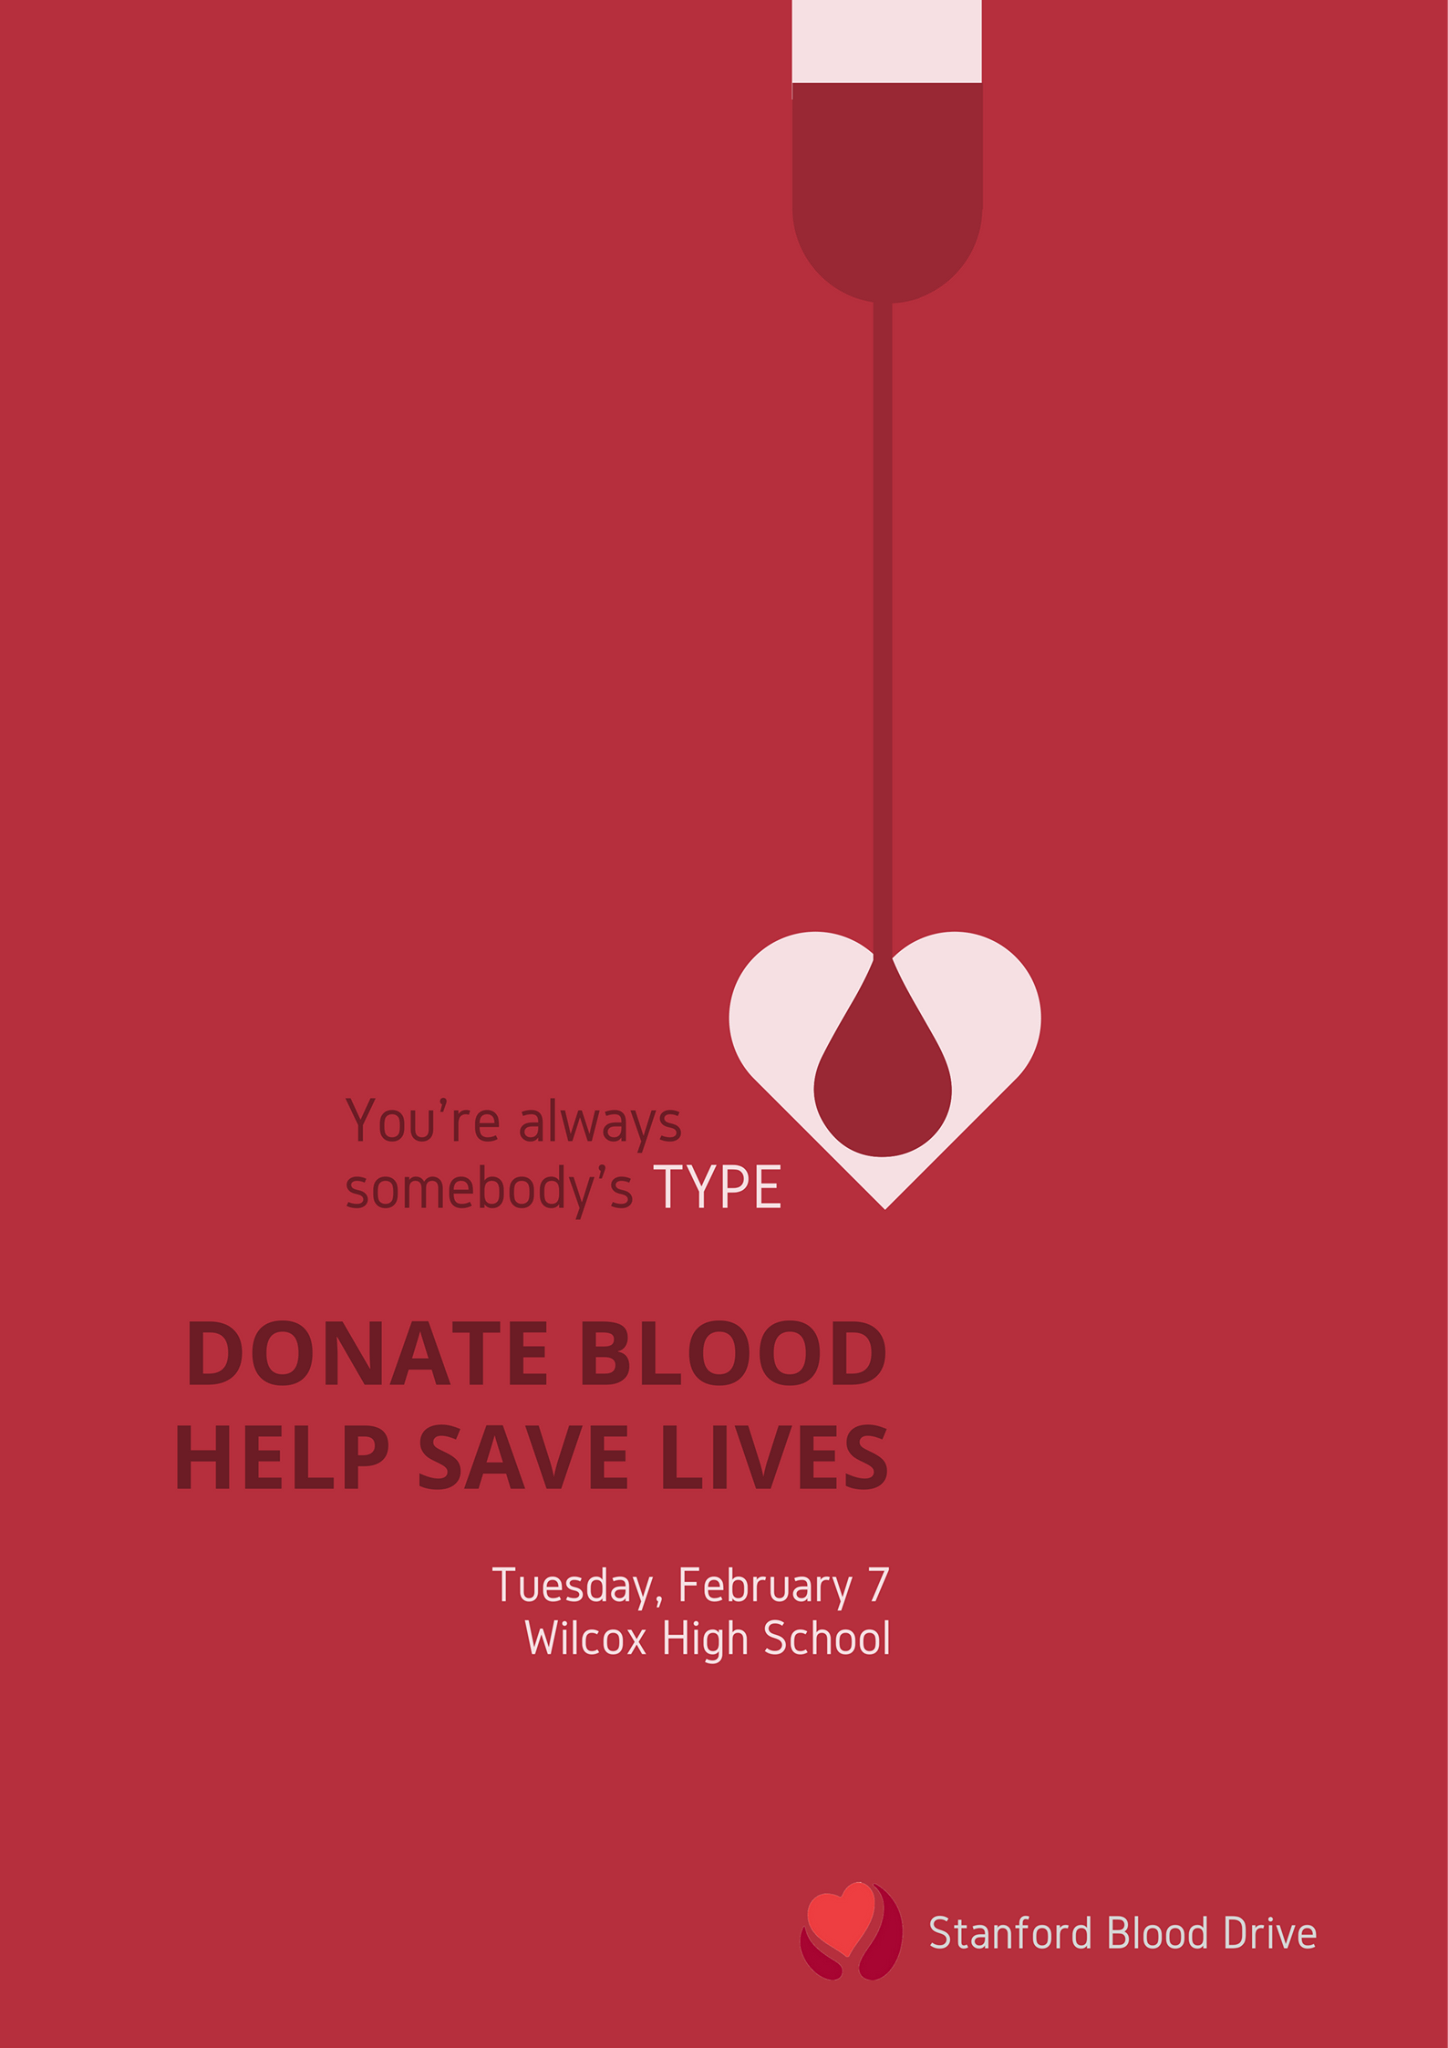 You're always
somebody's TYPE
DONATE BLOOD
HELP SAVE LIVES
Tuesday, February 7
Wilcox High School
Stanford Blood Drive